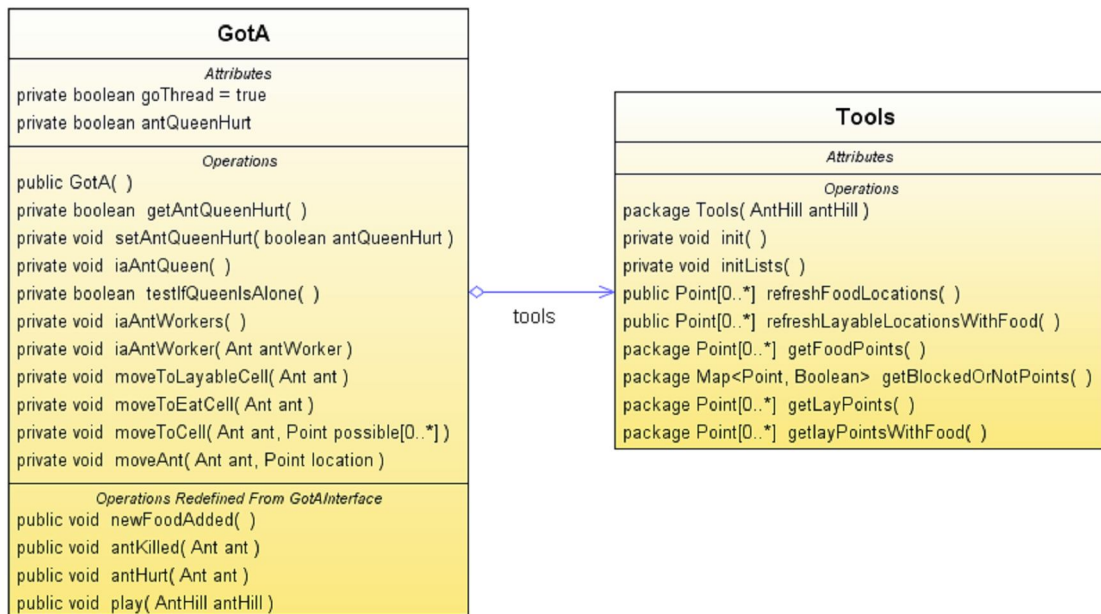 GotA
Attributes
private boolean goThread = true
private boolean antQueenHurt
Operations
public GotA( )
private boolean getAntQueenHurt( )
private void setAntQueenHurt( boolean antQueenHurt )
private void iaAntQueen( )
private boolean testIfQueenIsAlone( )
private void iaAntWorkers( )
private void iaAntWorker( Ant antWorker )
private void moveToLayableCell( Ant ant )
private void moveToEatCell( Ant ant )
private void moveToCell( Ant ant, Point possible[0..*] )
private void moveAnt( Ant ant, Point location )
Operations Redefined From GotAInterface
public void newFoodAdded( )
public void antKilled( Ant ant )
public void antHurt( Ant ant )
public void play( AntHill antHill )
tools
Tools
Attributes
Operations
package Tools( AntHill antHill )
private void init( )
private void initLists( )
public Point[0..*] refreshFoodLocations( )
public Point[0..*] refreshLayableLocationsWithFood( )
package Point[0..*] getFoodPoints( )
package Map<Point, Boolean> getBlockedOrNotPoints( )
package Point[0..*] getLayPoints( )
package Point[0..*] getlayPointsWithFood( )